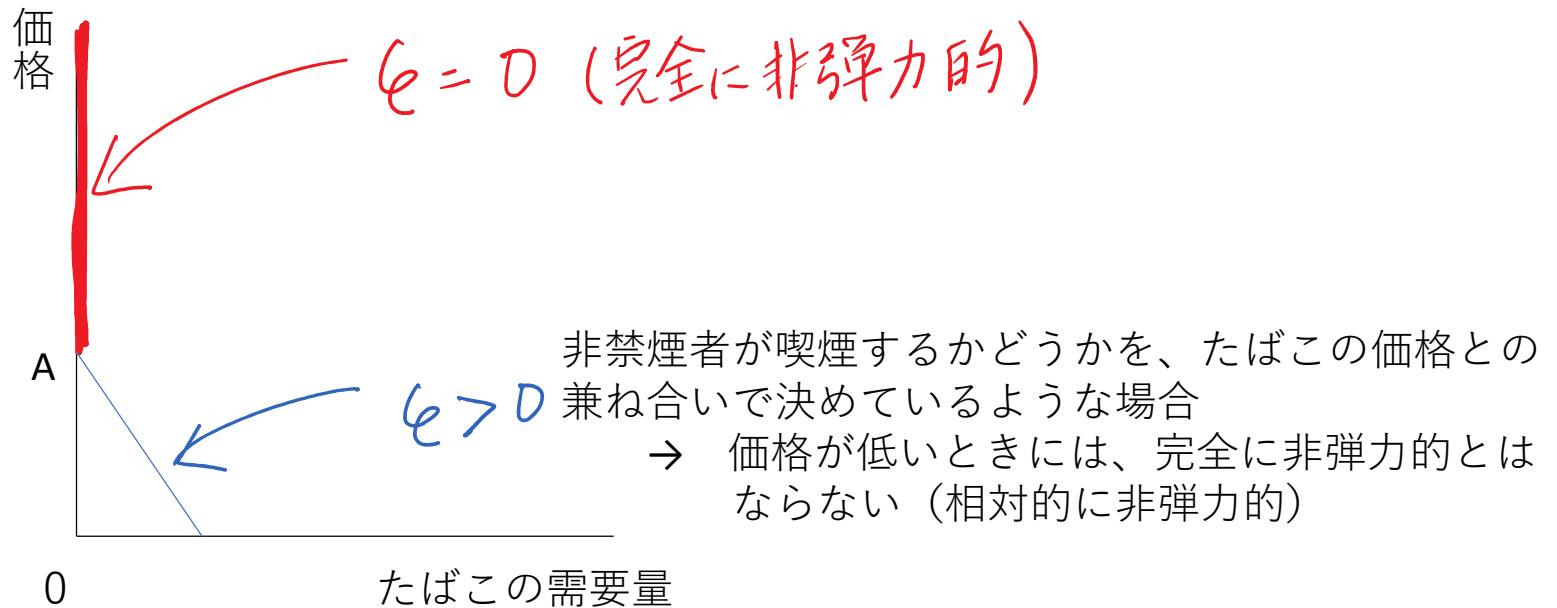 価格
ε = 0 (完全に非弾力的)
A
ε > 0
非禁煙者が喫煙するかどうかを、たばこの価格との
兼ね合いで決めているような場合
→ 価格が低いときには、完全に非弾力的とは
ならない（相対的に非弾力的）
0
たばこの需要量